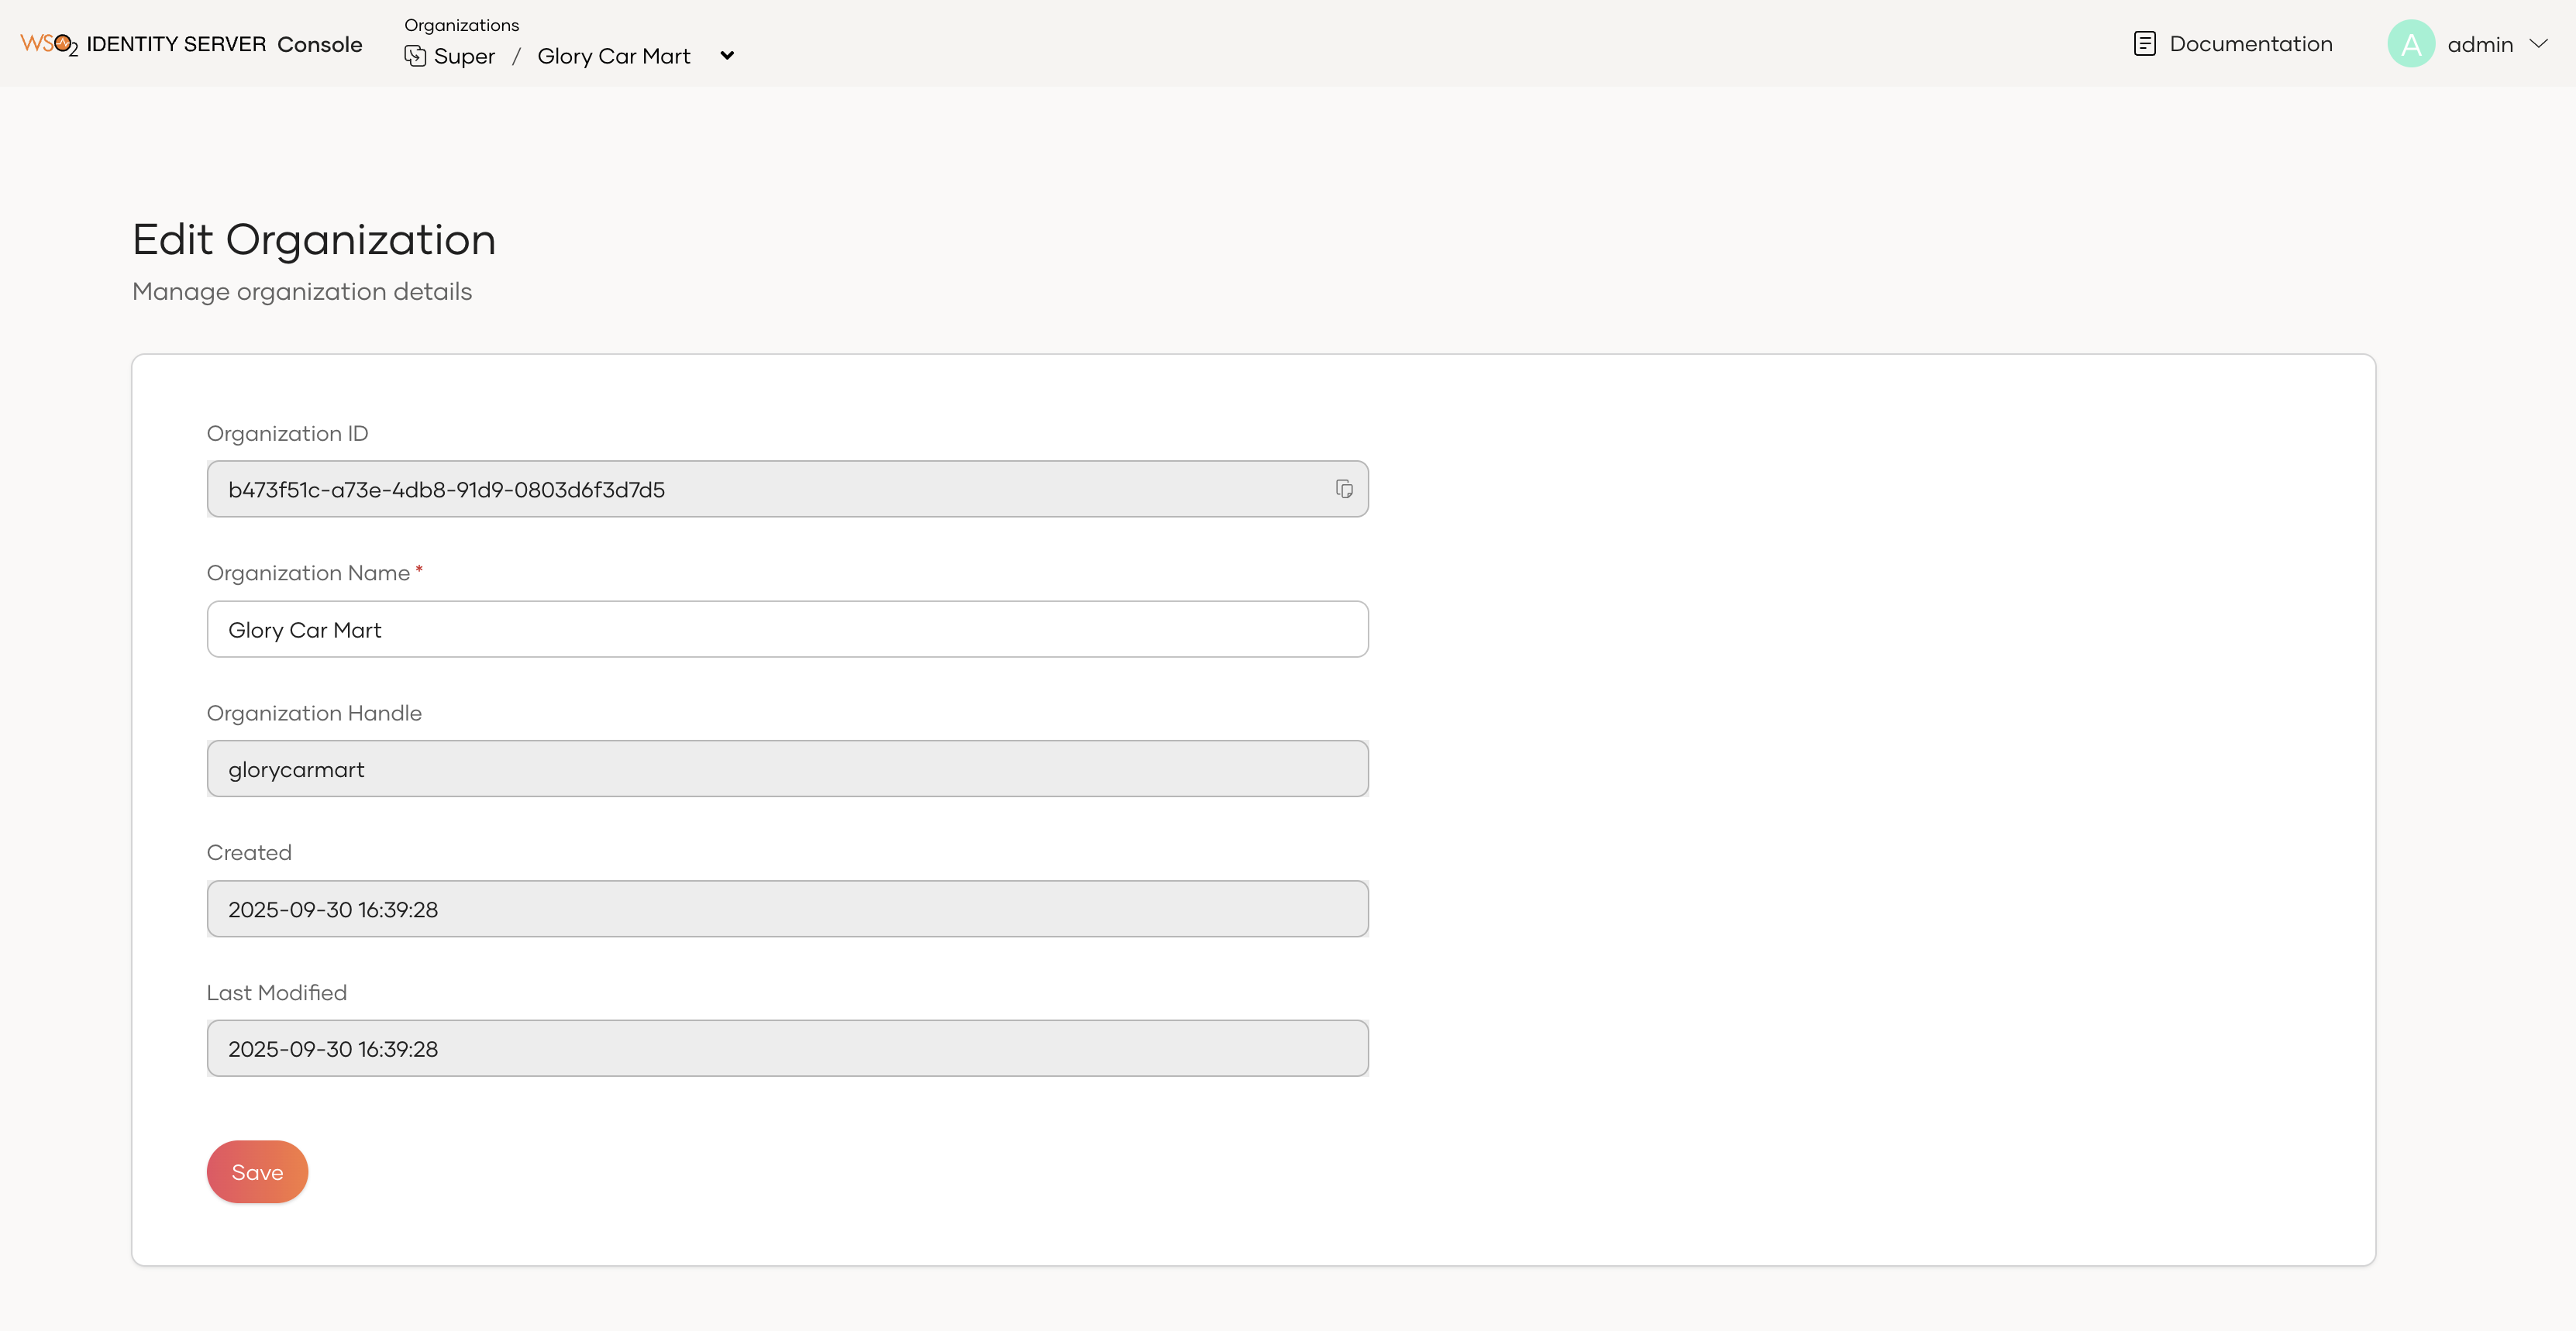 WSO2 IDENTITY SERVER Console
Organizations
Super / Glory Car Mart
Documentation
A admin
Edit Organization
Manage organization details
Organization ID
b473f51c-a73e-4db8-91d9-0803d6f3d7d5
Organization Name *
Glory Car Mart
Organization Handle
glorycarmart
Created
2025-09-30 16:39:28
Last Modified
2025-09-30 16:39:28
Save